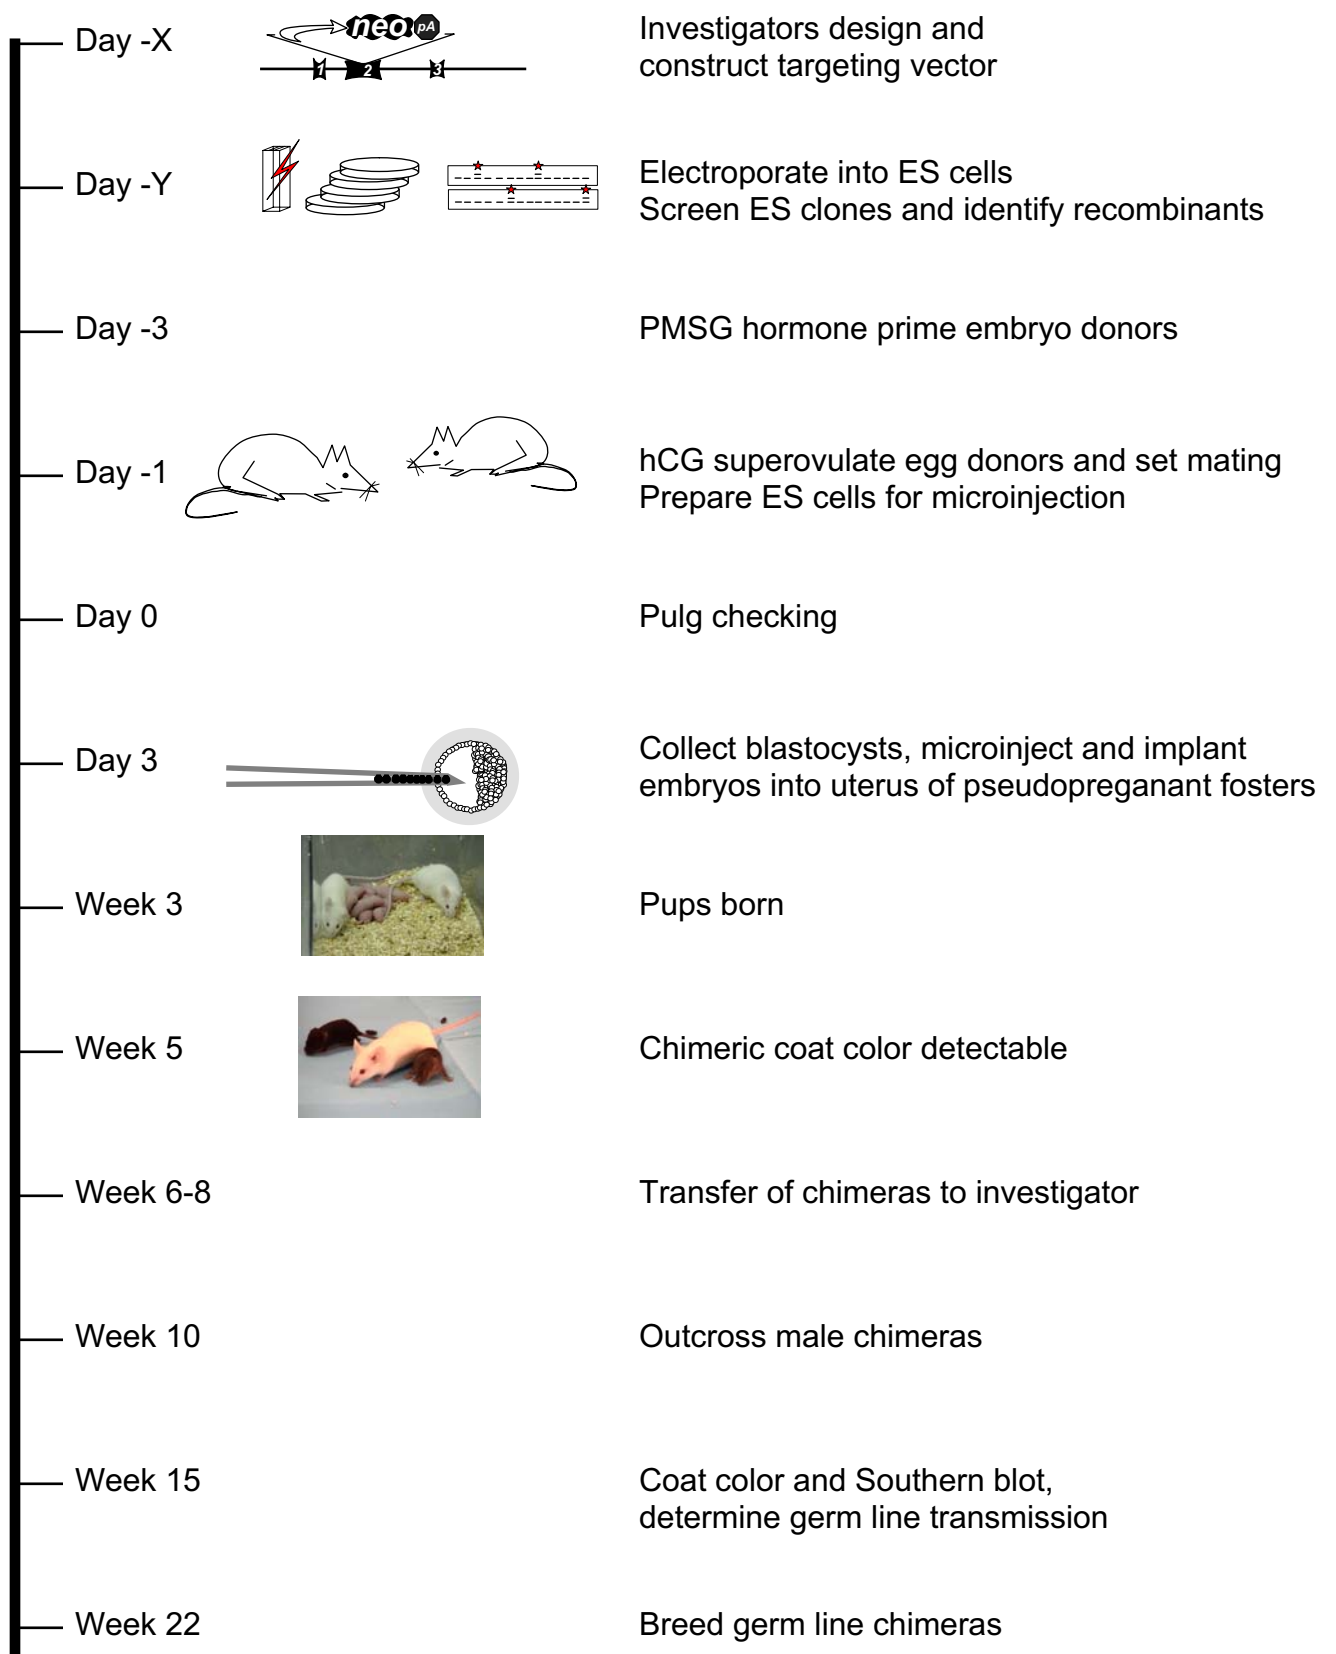 Day -X
neo pA
1 2 3
Investigators design and
construct targeting vector
Day -Y
Electroporate into ES cells
Screen ES clones and identify recombinants
Day -3
PMSG hormone prime embryo donors
Day -1
hCG superovulate egg donors and set mating
Prepare ES cells for microinjection
Day 0
Pulg checking
Day 3
Collect blastocysts, microinject and implant
embryos into uterus of pseudopreganant fosters
Week 3
Pups born
Week 5
Chimeric coat color detectable
Week 6-8
Transfer of chimeras to investigator
Week 10
Outcross male chimeras
Week 15
Coat color and Southern blot,
determine germ line transmission
Week 22
Breed germ line chimeras